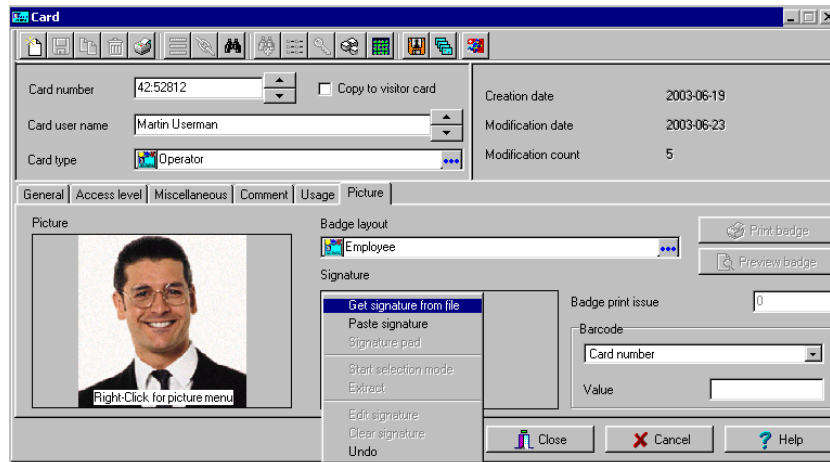 Card
Card number
42:52812
Copy to visitor card
Card user name
Martin Userman
Card type
Operator
Creation date
2003-06-19
Modification date
2003-06-23
Modification count
5
General
Access level
Miscellaneous
Comment
Usage
Picture
Picture
Right-Click for picture menu
Badge layout
Employee
Signature
Get signature from file
Paste signature
Signature pad
Start selection mode
Extract
Edit signature
Clear signature
Undo
Print badge
Preview badge
Badge print issue
0
Barcode
Card number
Value
Close
Cancel
Help